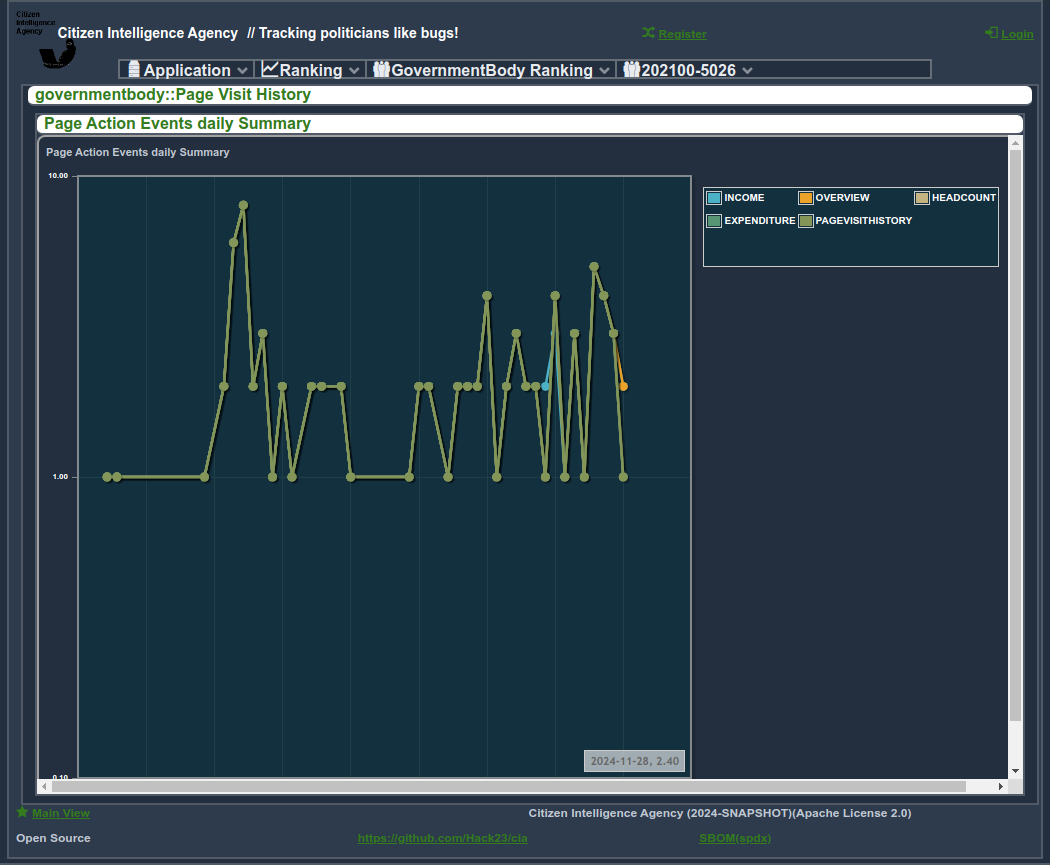 Citizen
Intelligence
Agency
Citizen Intelligence Agency // Tracking politicians like bugs!
Register
Login
Application
Ranking
GovernmentBody Ranking
202100-5026
governmentbody::Page Visit History
Page Action Events daily Summary
Page Action Events daily Summary
10.00
INCOME
OVERVIEW
HEADCOUNT
EXPENDITURE
PAGEVISITHISTORY
1.00
2024-11-28, 2.40
0.10
Main View
Citizen Intelligence Agency (2024-SNAPSHOT)(Apache License 2.0)
Open Source
https://github.com/Hack23/cia
SBOM(spdx)